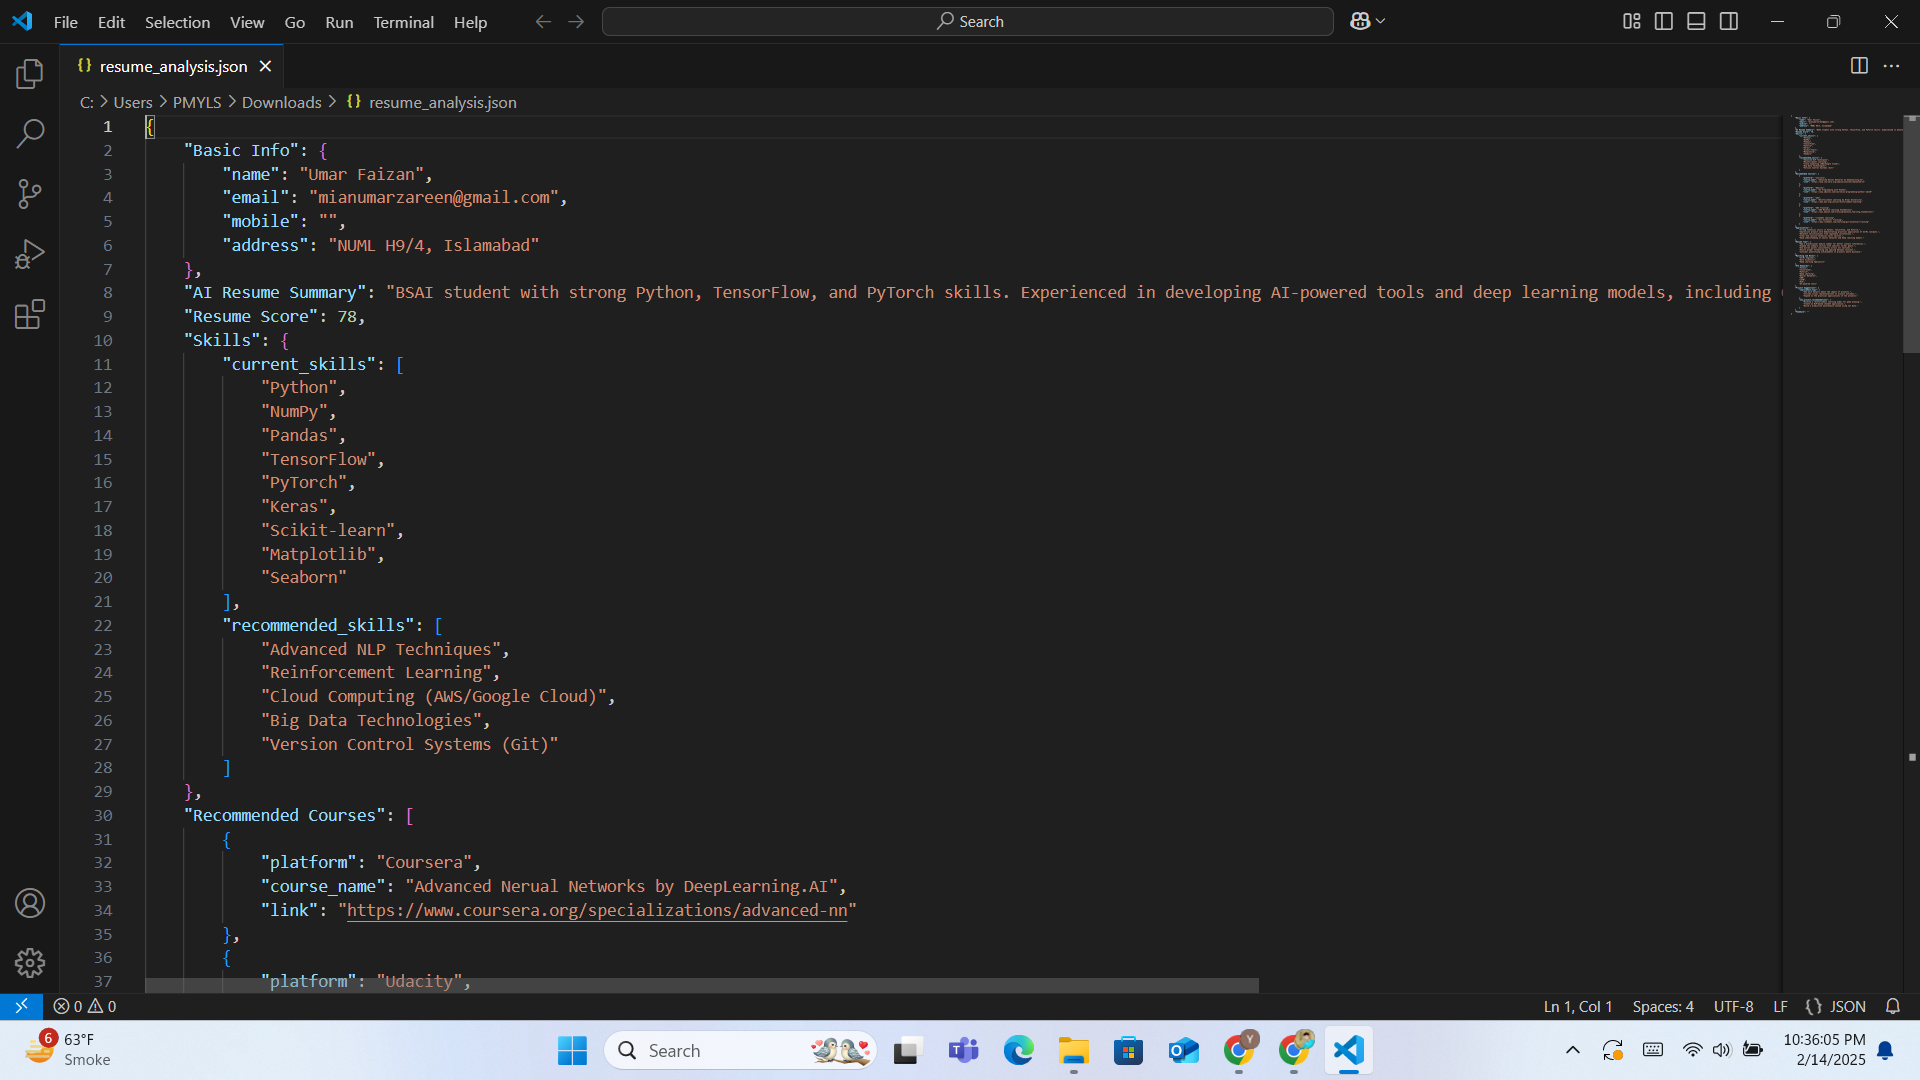 File Edit Selection View Go Run Terminal Help Search
{} resume_analysis.json
C: > Users > PMYLS > Downloads > {} resume_analysis.json
1 {
2 "Basic Info": {
3 "name": "Umar Faizan",
4 "email": "mianumarzareen@gmail.com",
5 "mobile": "",
6 "address": "NUML H9/4, Islamabad"
7 },
8 "AI Resume Summary": "BSAI student with strong Python, TensorFlow, and PyTorch skills. Experienced in developing AI-powered tools and deep learning models, including
9 "Resume Score": 78,
10 "Skills": {
11 "current_skills": [
12 "Python",
13 "NumPy",
14 "Pandas",
15 "TensorFlow",
16 "PyTorch",
17 "Keras",
18 "Scikit-learn",
19 "Matplotlib",
20 "Seaborn"
21 ],
22 "recommended_skills": [
23 "Advanced NLP Techniques",
24 "Reinforcement Learning",
25 "Cloud Computing (AWS/Google Cloud)",
26 "Big Data Technologies",
27 "Version Control Systems (Git)"
28 ]
29 },
30 "Recommended Courses": [
31 {
32 "platform": "Coursera",
33 "course_name": "Advanced Nerual Networks by DeepLearning.AI",
34 "link": "https://www.coursera.org/specializations/advanced-nn"
35 },
36 {
37 "platform": "Udacity",
0 0 Ln 1, Col 1 Spaces: 4 UTF-8 LF {} JSON
6 63°F
Smoke
Search
10:36:05 PM
2/14/2025